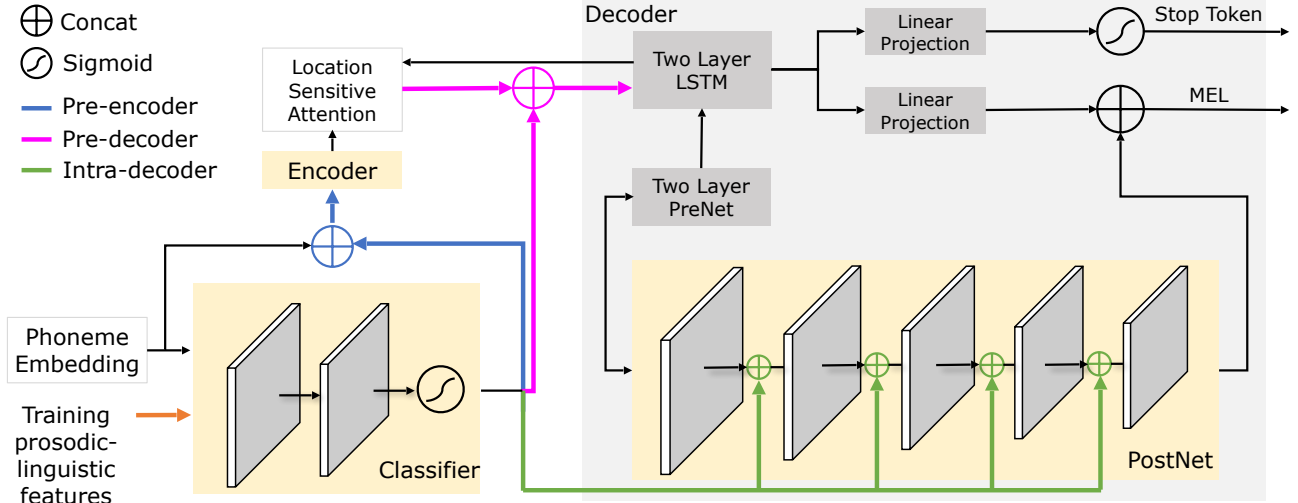 Concat
Sigmoid
Pre-encoder
Pre-decoder
Intra-decoder
Location
Sensitive
Attention
Encoder
Phoneme
Embedding
Training
prosodic-
linguistic
features
Classifier
Decoder
Two Layer
LSTM
Two Layer
PreNet
Linear
Projection
Stop Token
Linear
Projection
MEL
PostNet